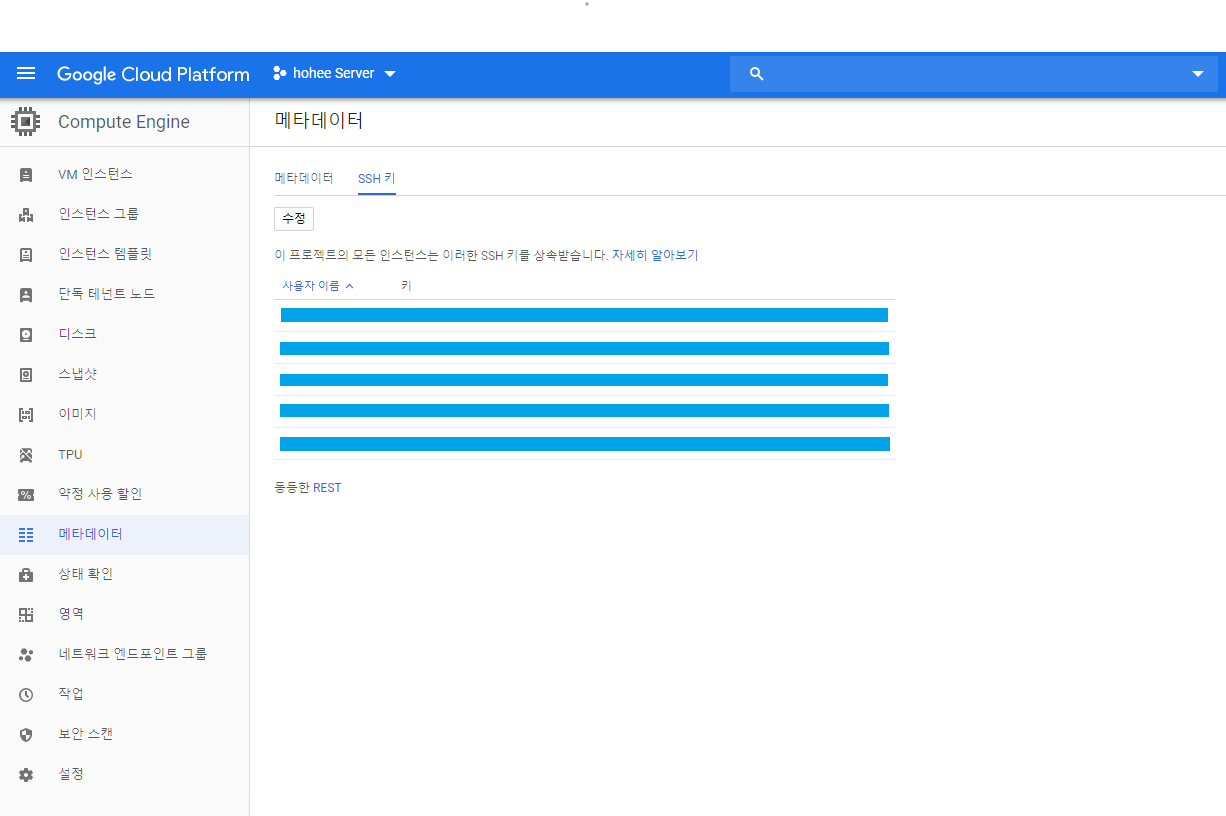 Google Cloud Platform hohee Server
Compute Engine
메타데이터
VM 인스턴스
인스턴스 그룹
인스턴스 템플릿
단독 테넌트 노드
디스크
스냅샷
이미지
TPU
약정 사용 할인
메타데이터
상태 확인
영역
네트워크 엔드포인트 그룹
작업
보안 스캔
설정
메타데이터 SSH 키
수정
이 프로젝트의 모든 인스턴스는 이러한 SSH 키를 상속받습니다. 자세히 알아보기
사용자 이름 키
동등한 REST